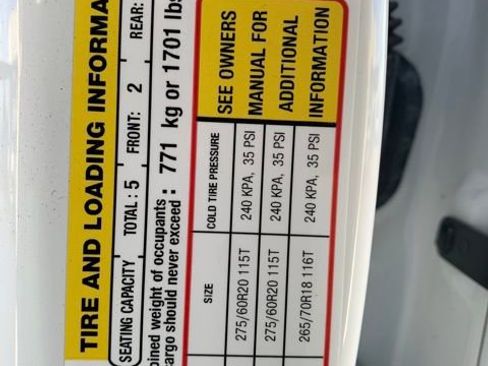 TIRE AND LOADING INFORMA
SEATING CAPACITY TOTAL : 5 FRONT: 2 REAR:
bined weight of occupants
argo should never exceed : 771 kg or 1701 lbs
SIZE COLD TIRE PRESSURE
275/60R20 115T 240 KPA, 35 PSI
275/60R20 115T 240 KPA, 35 PSI
265/70R18 116T 240 KPA, 35 PSI
SEE OWNERS
MANUAL FOR
ADDITIONAL
INFORMATION